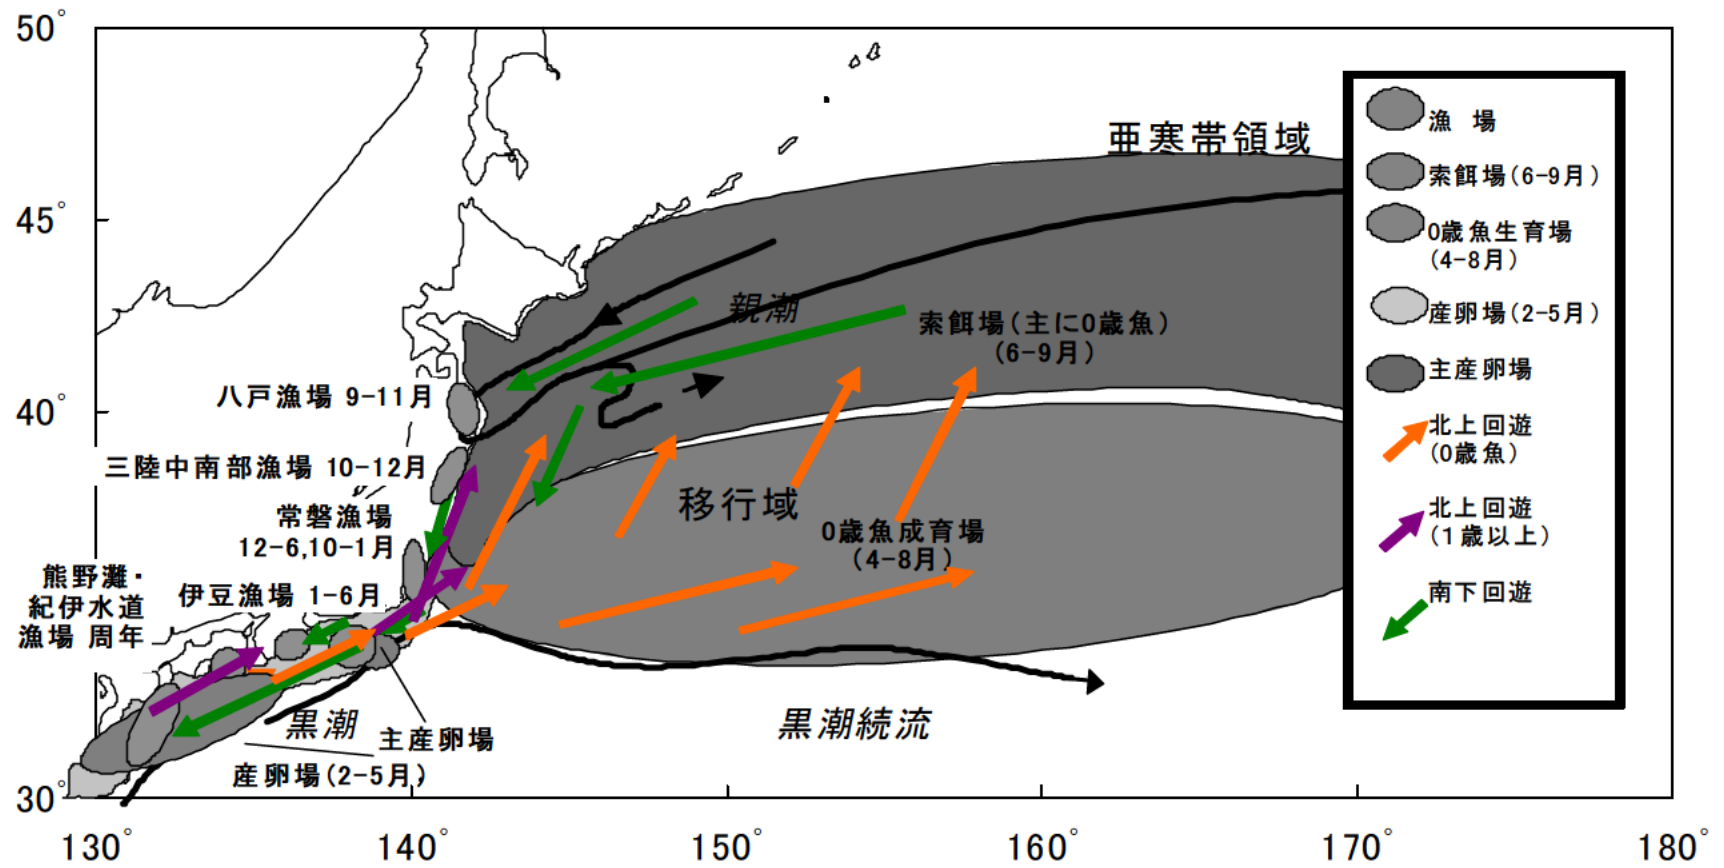 50°
45°
40°
30°
130°
140°
150°
160°
170°
180°
亜寒帯領域
親潮
索餌場(主に0歳魚)
(6-9月)
八戸漁場 9-11月
三陸中南部漁場 10-12月
常磐漁場
12-6,10-1月
移行域
0歳魚成育場
(4-8月)
熊野灘・
紀伊水道
漁場 周年
伊豆漁場 1-6月
黒潮
主産卵場
産卵場(2-5月)
黒潮続流
漁 場
索餌場(6-9月)
0歳魚生育場
(4-8月)
産卵場(2-5月)
主産卵場
北上回遊
(0歳魚)
北上回遊
(1歳以上)
南下回遊